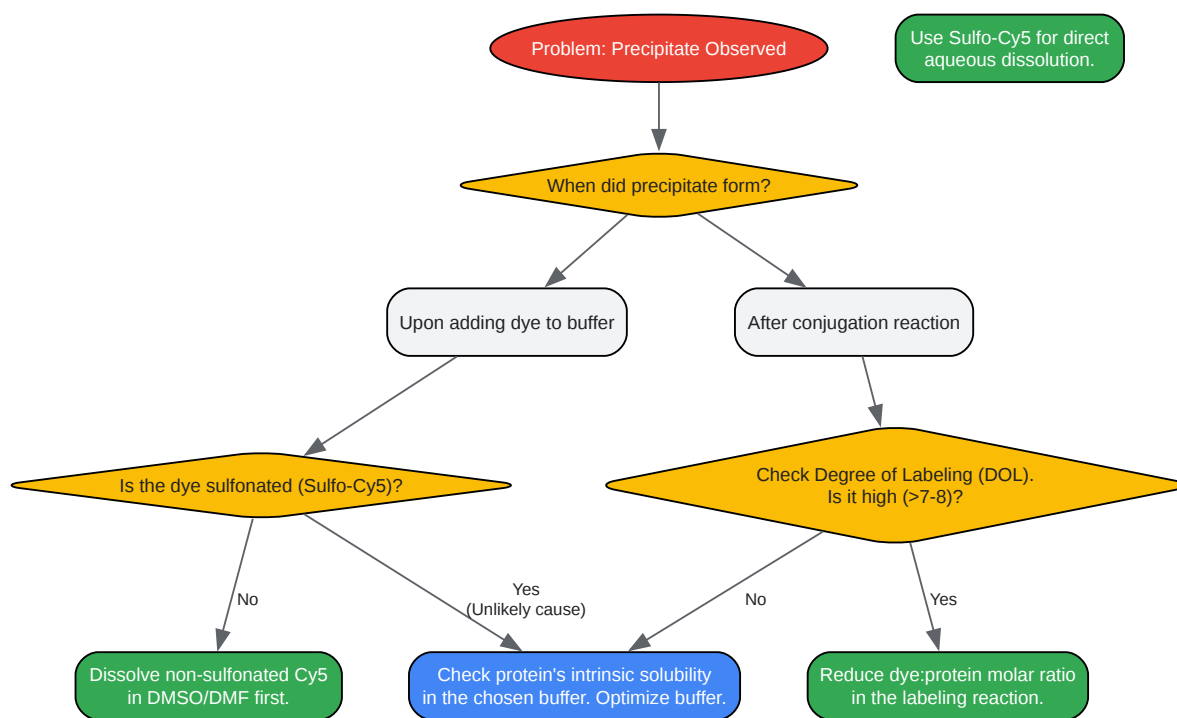 Problem: Precipitate Observed
Use Sulfo-Cy5 for direct
aqueous dissolution.
When did precipitate form?
Upon adding dye to buffer
After conjugation reaction
Is the dye sulfonated (Sulfo-Cy5)?
Check Degree of Labeling (DOL).
Is it high (>7-8)?
No
Yes
(Unlikely cause)
No
Yes
Dissolve non-sulfonated Cy5
in DMSO/DMF first.
Check protein's intrinsic solubility
in the chosen buffer. Optimize buffer.
Reduce dye:protein molar ratio
in the labeling reaction.